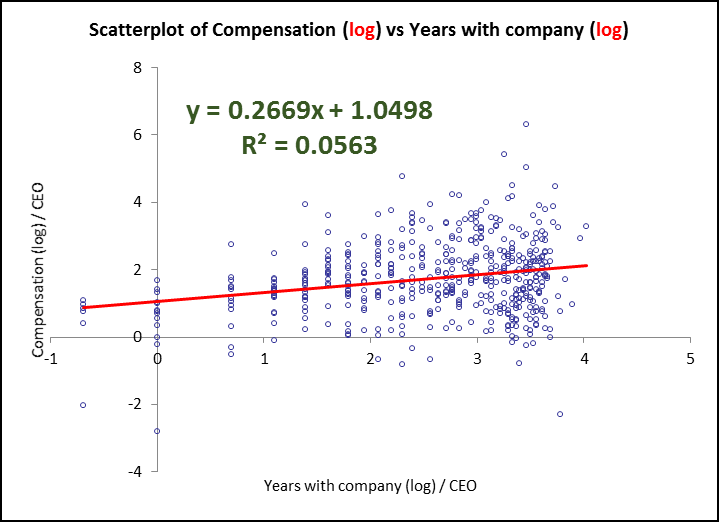 Scatterplot of Compensation (log) vs Years with company (log)
y = 0.2669x + 1.0498
R² = 0.0563
Compensation (log) / CEO
8
6
4
2
0
-2
-4
-1 0 1 2 3 4 5
Years with company (log) / CEO